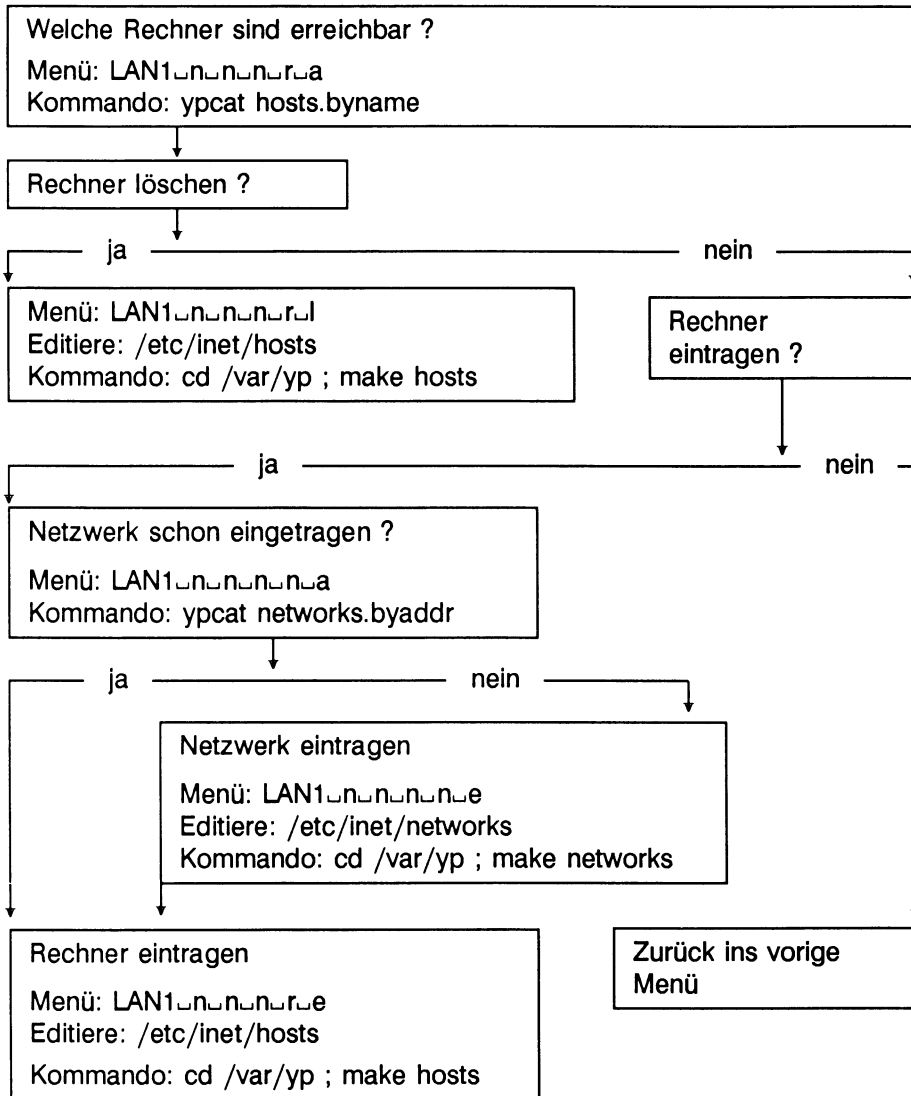 Welche Rechner sind erreichbar ?
Menü: LAN1␣n␣n␣n␣r␣a
Kommando: ypcat hosts.byname
Rechner löschen ?
ja
nein
Menü: LAN1␣n␣n␣n␣r␣l
Editiere: /etc/inet/hosts
Kommando: cd /var/yp ; make hosts
Rechner
eintragen ?
ja
nein
Netzwerk schon eingetragen ?
Menü: LAN1␣n␣n␣n␣n␣a
Kommando: ypcat networks.byaddr
ja
nein
Netzwerk eintragen
Menü: LAN1␣n␣n␣n␣n␣e
Editiere: /etc/inet/networks
Kommando: cd /var/yp ; make networks
Rechner eintragen
Menü: LAN1␣n␣n␣n␣r␣e
Editiere: /etc/inet/hosts
Kommando: cd /var/yp ; make hosts
Zurück ins vorige
Menü